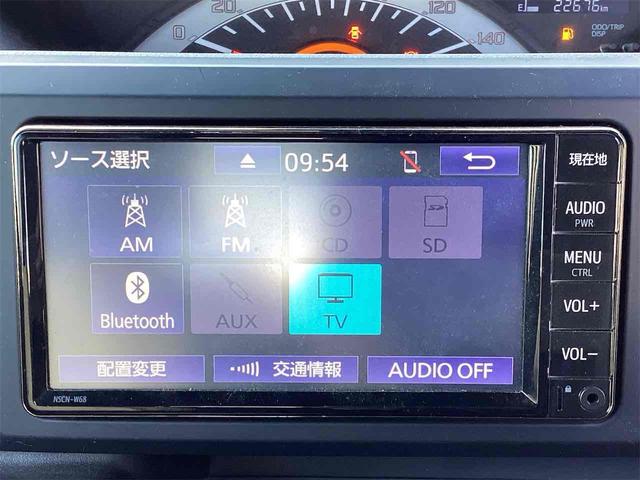 0 20 120 140
E 22676km
ODO/TRIP
DISP
ソース選択 09:54
現在地
AM FM CD SD
AUDIO
PWR
MENU
CTRL
Bluetooth AUX TV
VOL+
VOL-
配置変更 交通情報 AUDIO OFF
NSCN-W68